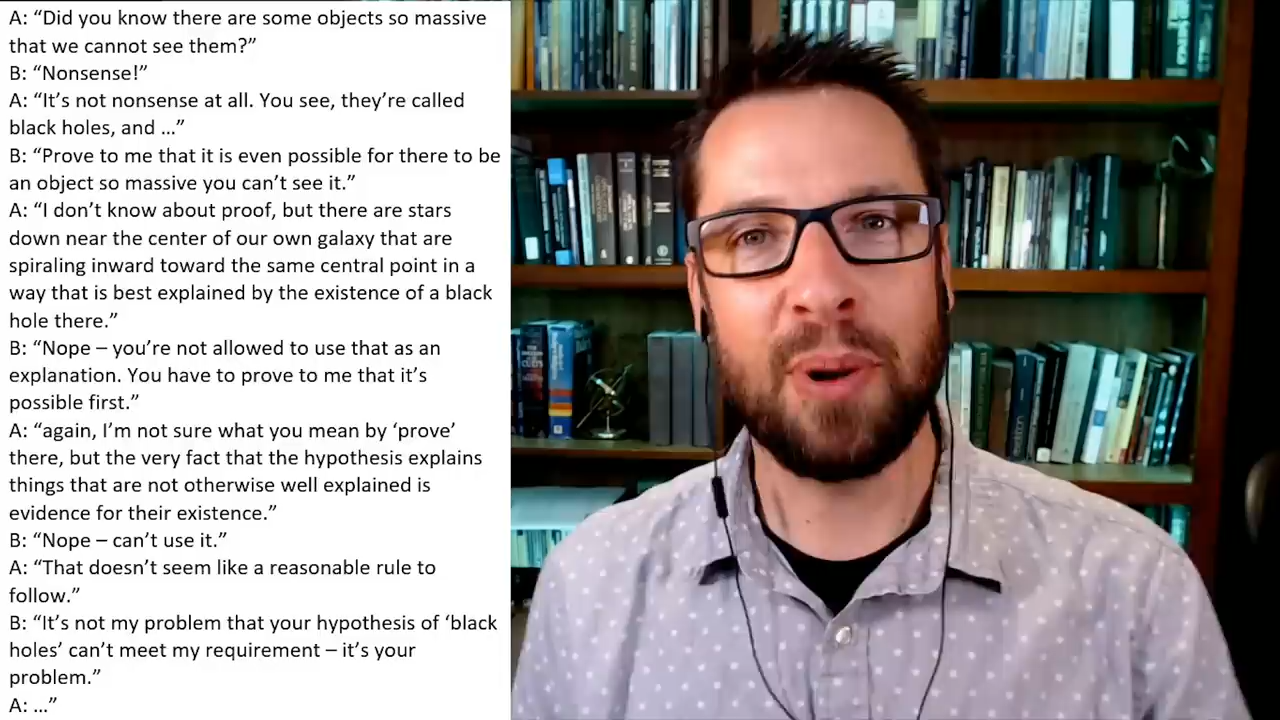 A: “Did you know there are some objects so massive
that we cannot see them?”
B: “Nonsense!”
A: “It’s not nonsense at all. You see, they’re called
black holes, and …”
B: “Prove to me that it is even possible for there to be
an object so massive you can’t see it.”
A: “I don’t know about proof, but there are stars
down near the center of our own galaxy that are
spiraling inward toward the same central point in a
way that is best explained by the existence of a black
hole there.”
B: “Nope – you’re not allowed to use that as an
explanation. You have to prove to me that it’s
possible first.”
A: “again, I’m not sure what you mean by ‘prove’
there, but the very fact that the hypothesis explains
things that are not otherwise well explained is
evidence for their existence.”
B: “Nope – can’t use it.”
A: “That doesn’t seem like a reasonable rule to
follow.”
B: “It’s not my problem that your hypothesis of ‘black
holes’ can’t meet my requirement – it’s your
problem.”
A: …”